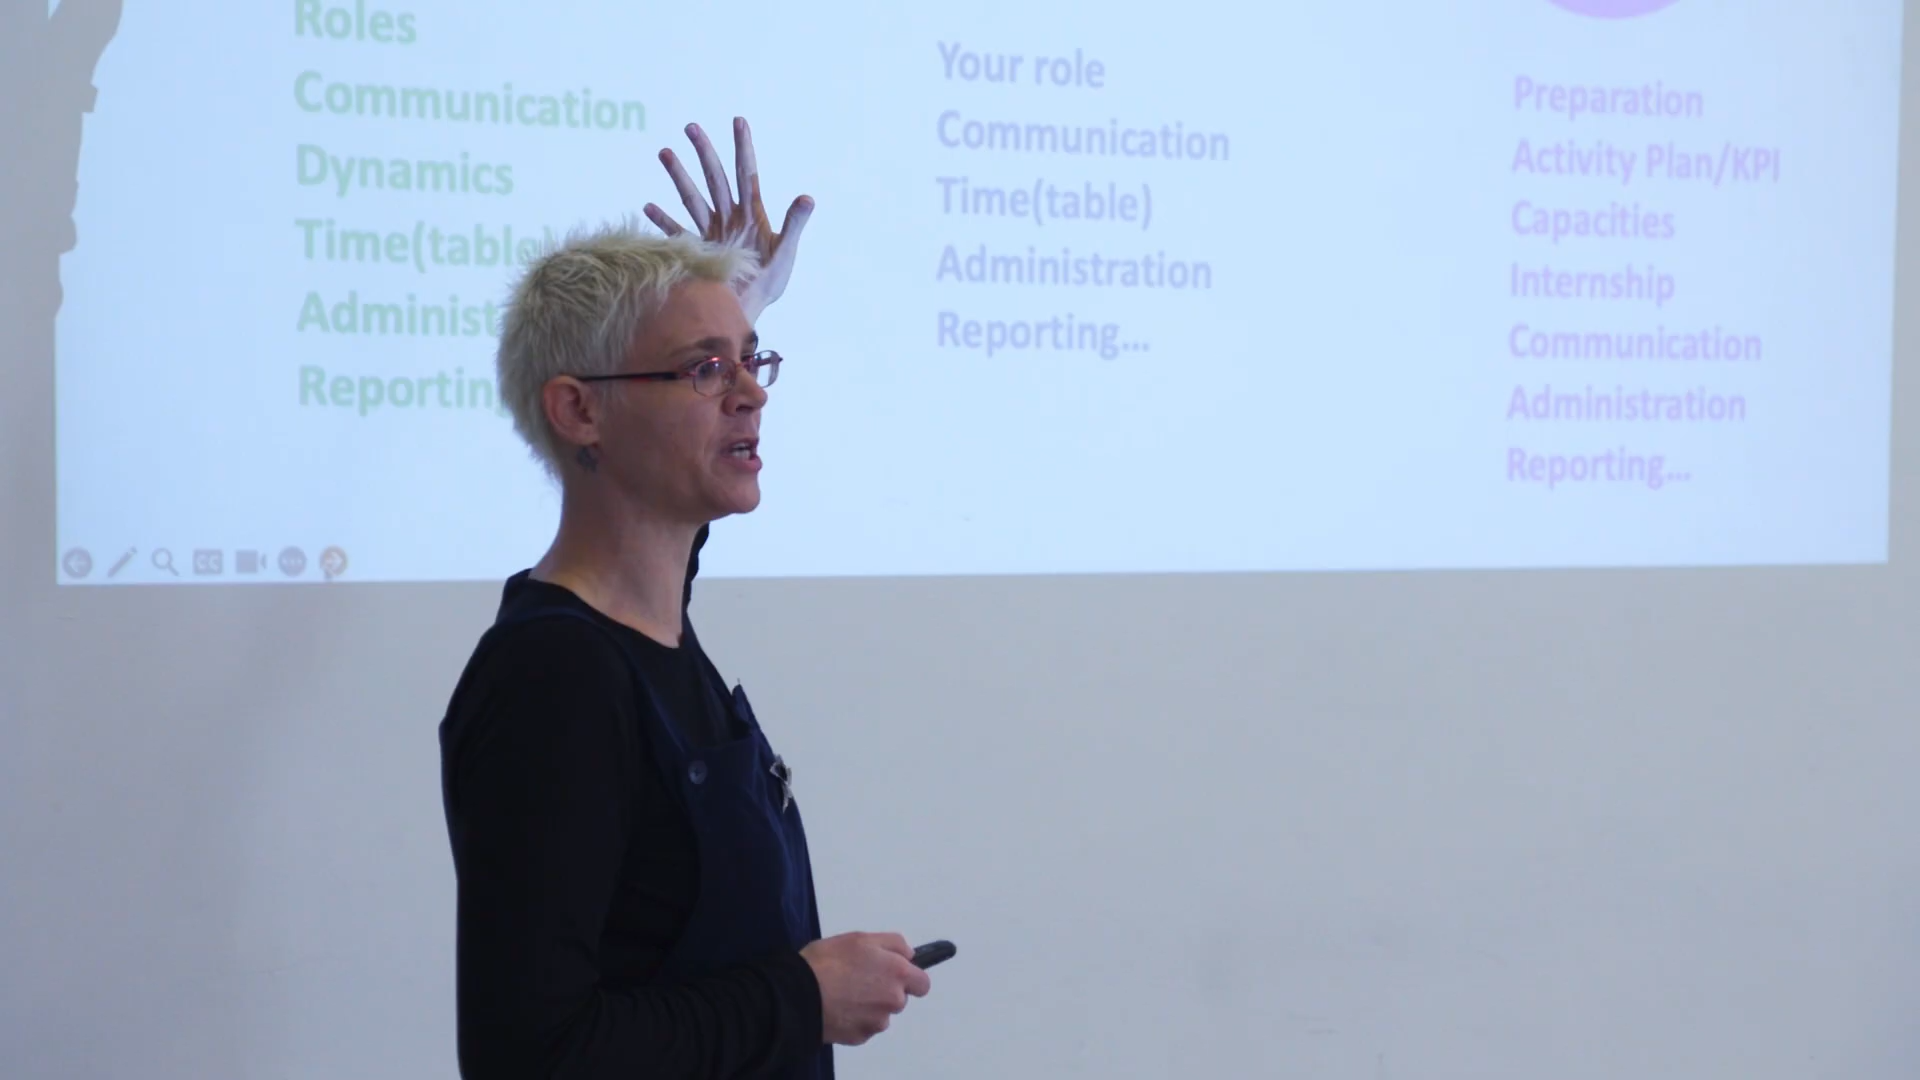 Roles
Communication
Dynamics
Time(table)
Administ
Reporting
Your role
Communication
Time(table)
Administration
Reporting...
Preparation
Activity Plan/KPI
Capacities
Internship
Communication
Administration
Reporting...
CC